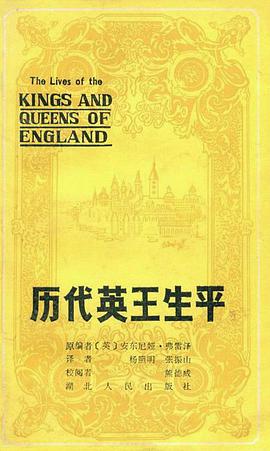 The Lives of the
KINGS AND
QUEENS OF
ENGLAND
历代英王生平
原编者(英)安尔尼娅·弗雷泽
译者 杨照明 张振山
校阅者 熊德威
湖北人民出版社